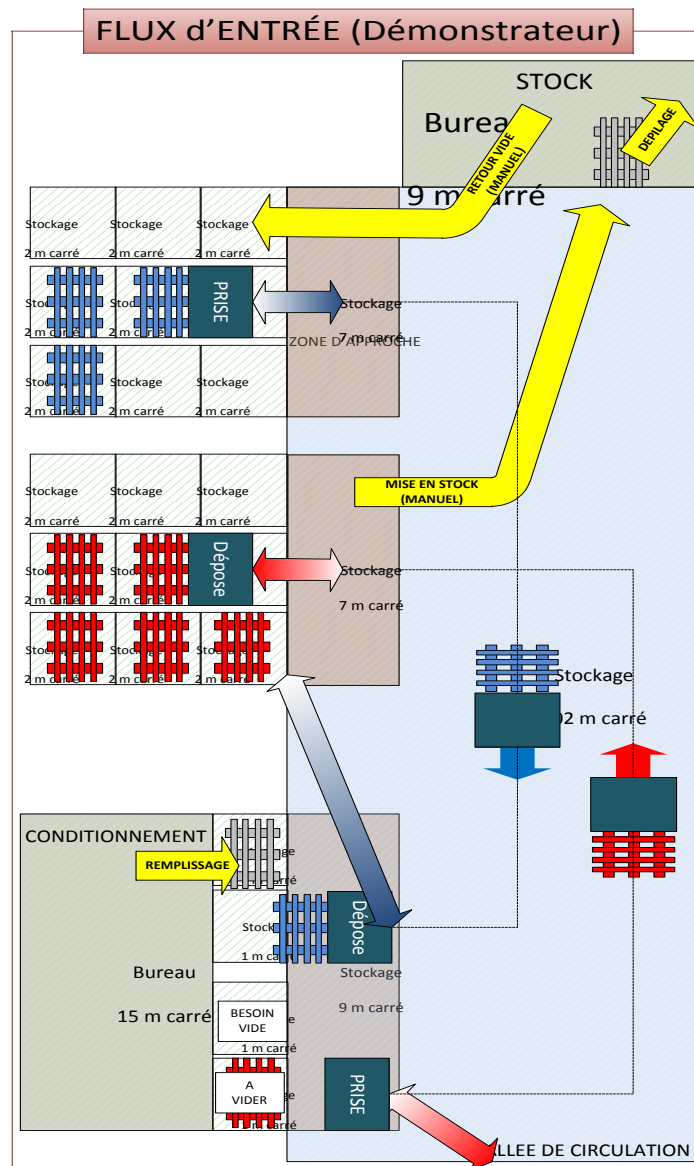 FLUX d'ENTRÉE (Démonstrateur)
STOCK
Bureau
9 m carré
DEPILAGE
RETOUR VIDE
(MANUEL)
Stockage
2 m carré
Stockage
2 m carré
Stockage
2 m carré
2 m carré
2 m carré
PRISE
Stockage
7 m carré
ZONE D'APPROCHE
2 m carré
Stockage
2 m carré
Stockage
2 m carré
Stockage
2 m carré
Stockage
2 m carré
Stockage
2 m carré
MISE EN STOCK
(MANUEL)
2 m carré
2 m carré
Dépose
Stockage
7 m carré
2 m carré
2 m carré
2 m carré
Stockage
02 m carré
CONDITIONNEMENT
REMPLISSAGE
Dépose
1 m carré
Bureau
15 m carré
Stockage
9 m carré
BESOIN
VIDE
1 m carré
A
VIDER
PRISE
ALLEE DE CIRCULATION